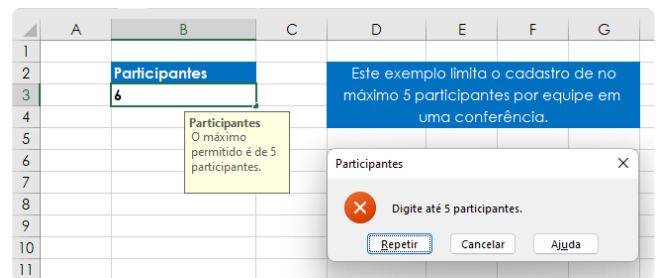 A B C D E F G
1
2 Participantes Este exemplo limita o cadastro de no
3 6 máximo 5 participantes por equipe em
4 uma conferência.
Participantes
O máximo
permitido é de 5
participantes.
5
6
7
8
9
10
11
Participantes
Digite até 5 participantes.
Repetir Cancelar Ajuda